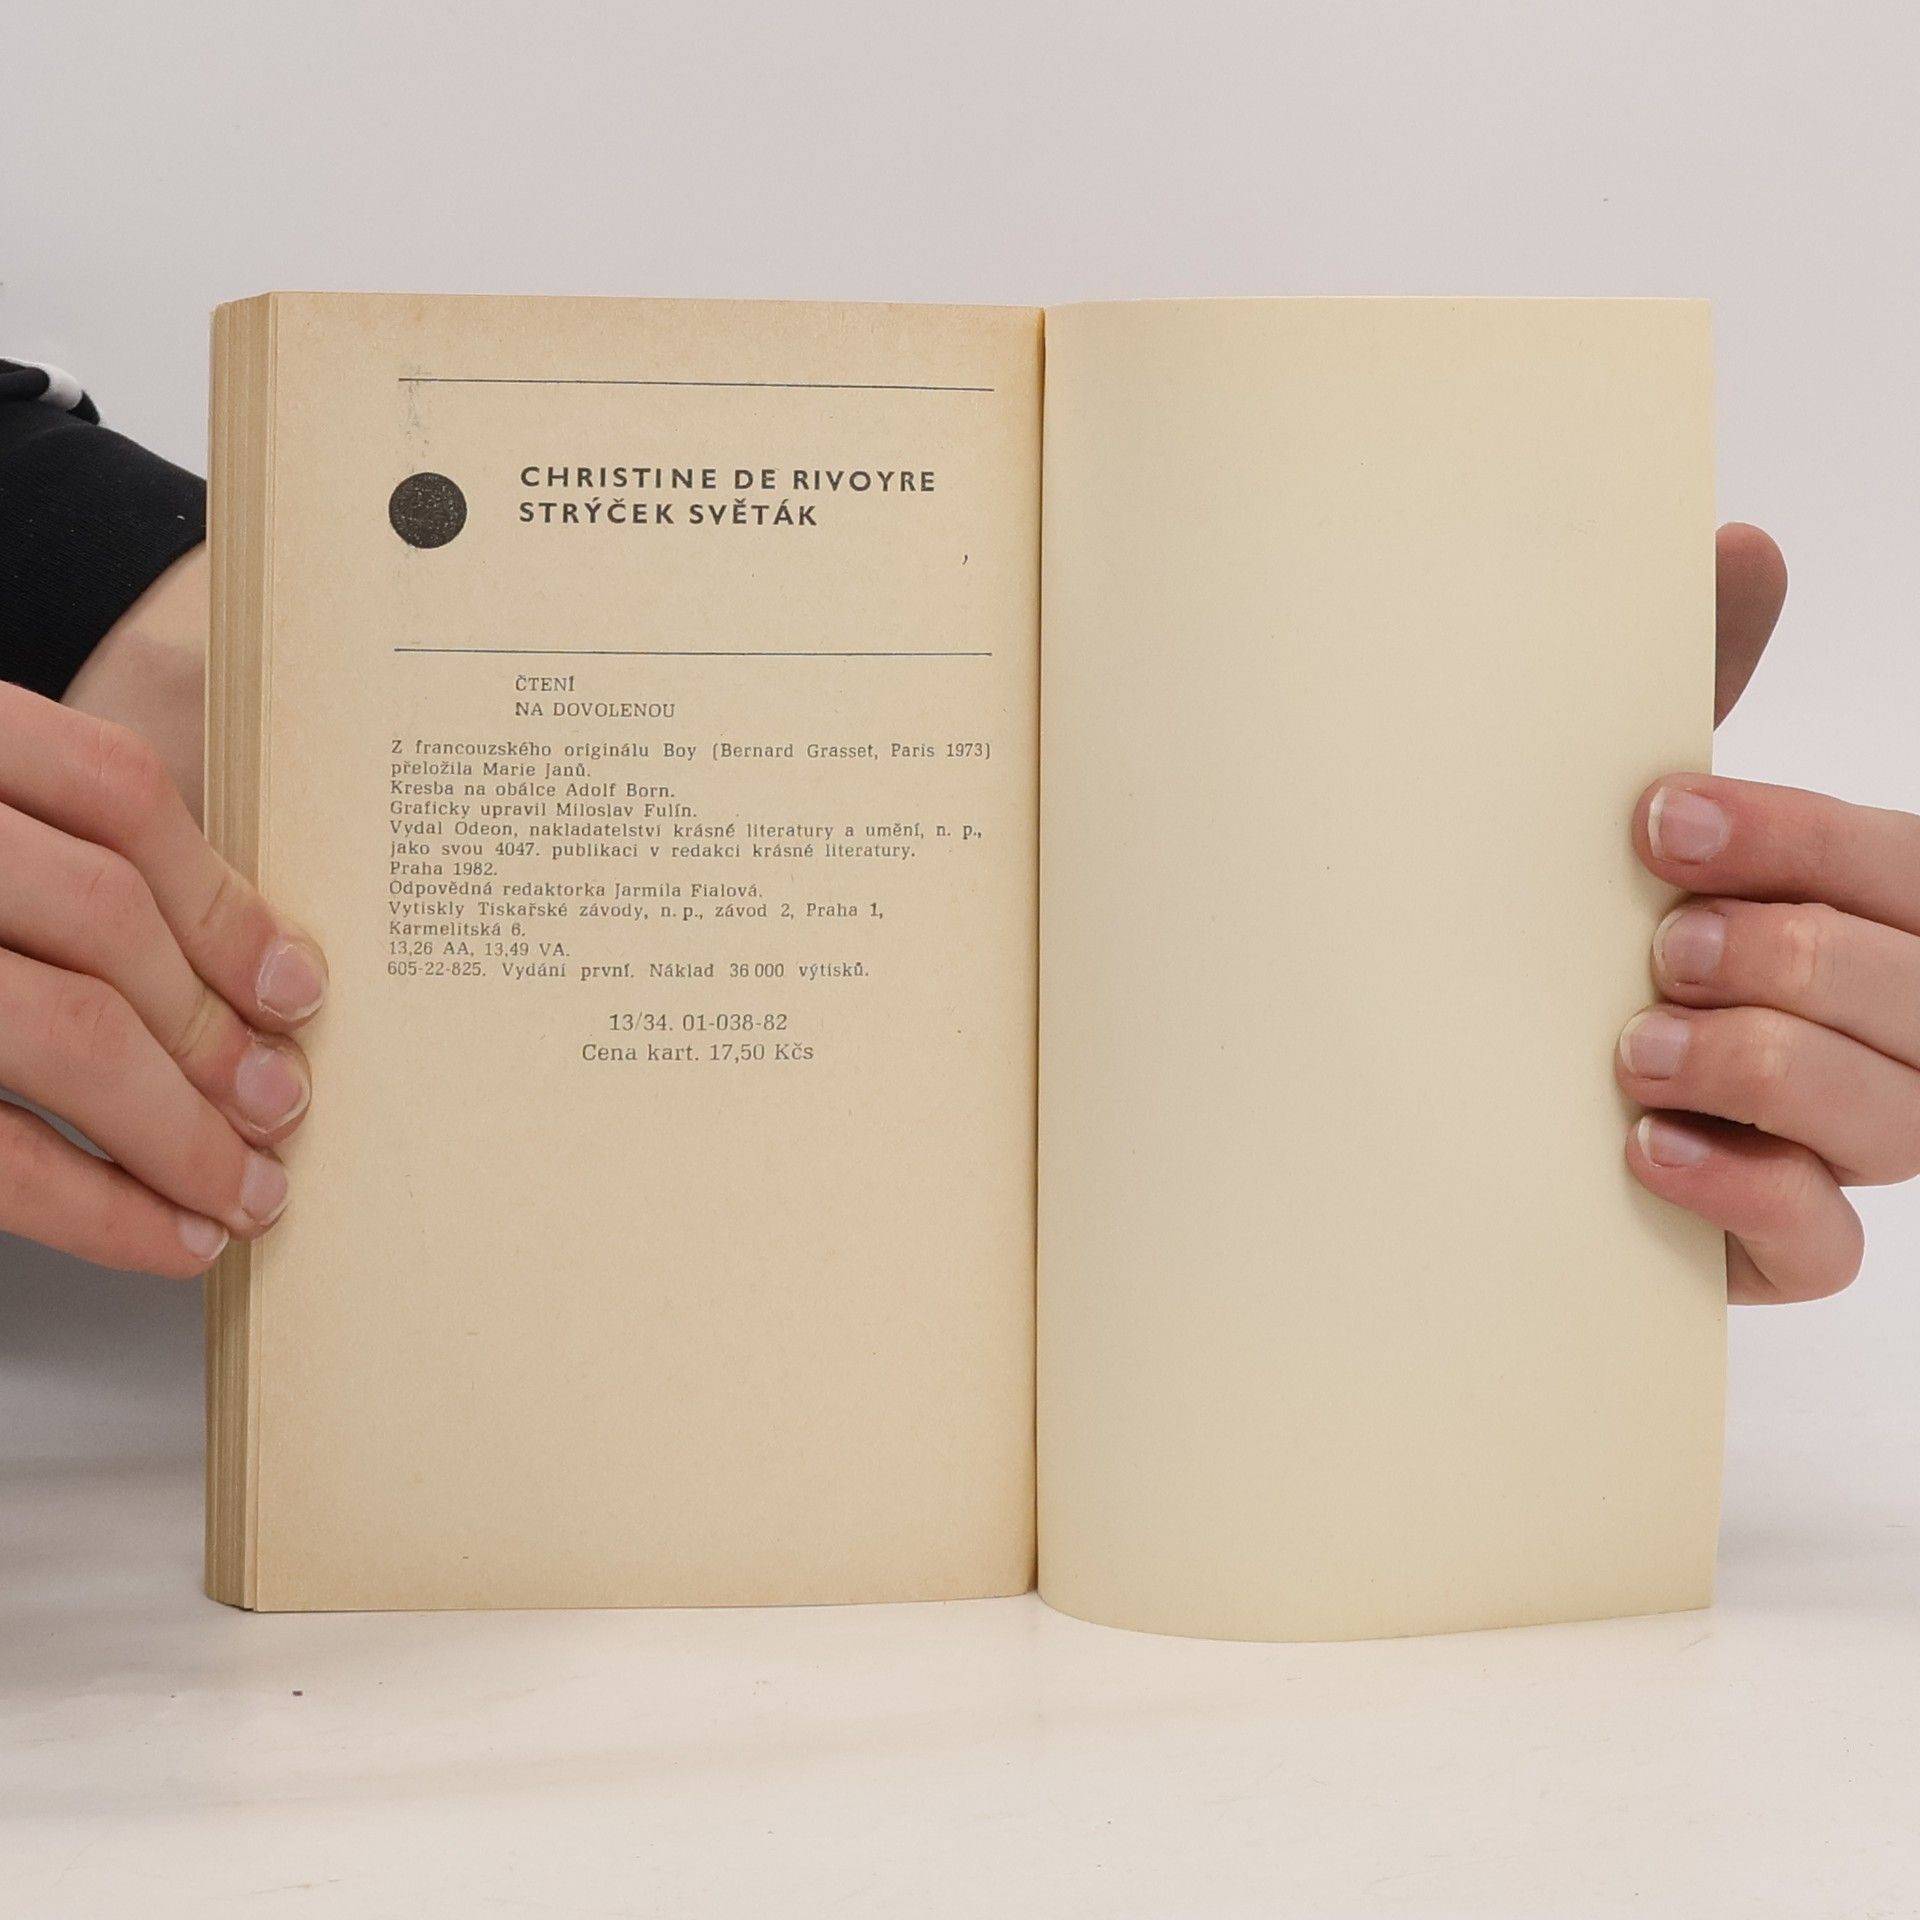 CHRISTINE DE RIVOYRE
STRÝČEK SVĚTÁK
ČTENÍ
NA DOVOLENOU
Z francouzského originálu Boy (Bernard Grasset, Paris 1973)
přeložila Marie Janů.
Kresba na obálce Adolf Born.
Graficky upravil Miloslav Fulín.
Vydal Odeon, nakladatelství krásné literatury a umění, n. p.,
jako svou 4047. publikaci v redakci krásné literatury.
Praha 1982.
Odpovědná redaktorka Jarmila Fialová.
Vytiskly Tiskařské závody, n. p., závod 2, Praha 1,
Karmelitská 6.
13,26 AA, 13,49 VA.
605-22-825. Vydání první. Náklad 36 000 výtisků.
13/34. 01-038-82
Cena kart. 17,50 Kčs